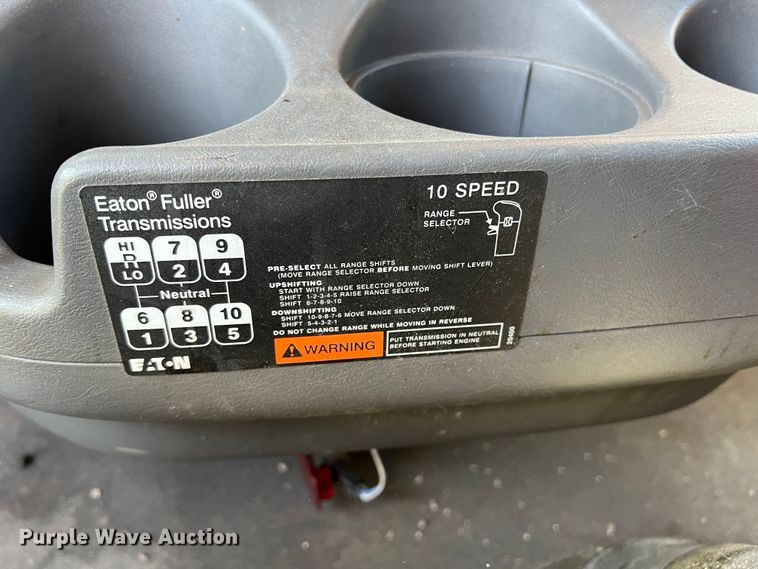 Eaton® Fuller®
Transmissions
10 SPEED
RANGE
SELECTOR
HI 7 9
R
LO 2 4
Neutral
6 8 10
1 3 5
EATON
PRE-SELECT ALL RANGE SHIFTS
(MOVE RANGE SELECTOR BEFORE MOVING SHIFT LEVER)
UPSHIFTING
START WITH RANGE SELECTOR DOWN
SHIFT 1-2-3-4-5 RAISE RANGE SELECTOR
SHIFT 6-7-8-9-10
DOWNSHIFTING
SHIFT 10-9-8-7-6 MOVE RANGE SELECTOR DOWN
SHIFT 5-4-3-2-1
DO NOT CHANGE RANGE WHILE MOVING IN REVERSE
WARNING
PUT TRANSMISSION IN NEUTRAL
BEFORE STARTING ENGINE
20600
Purple Wave Auction